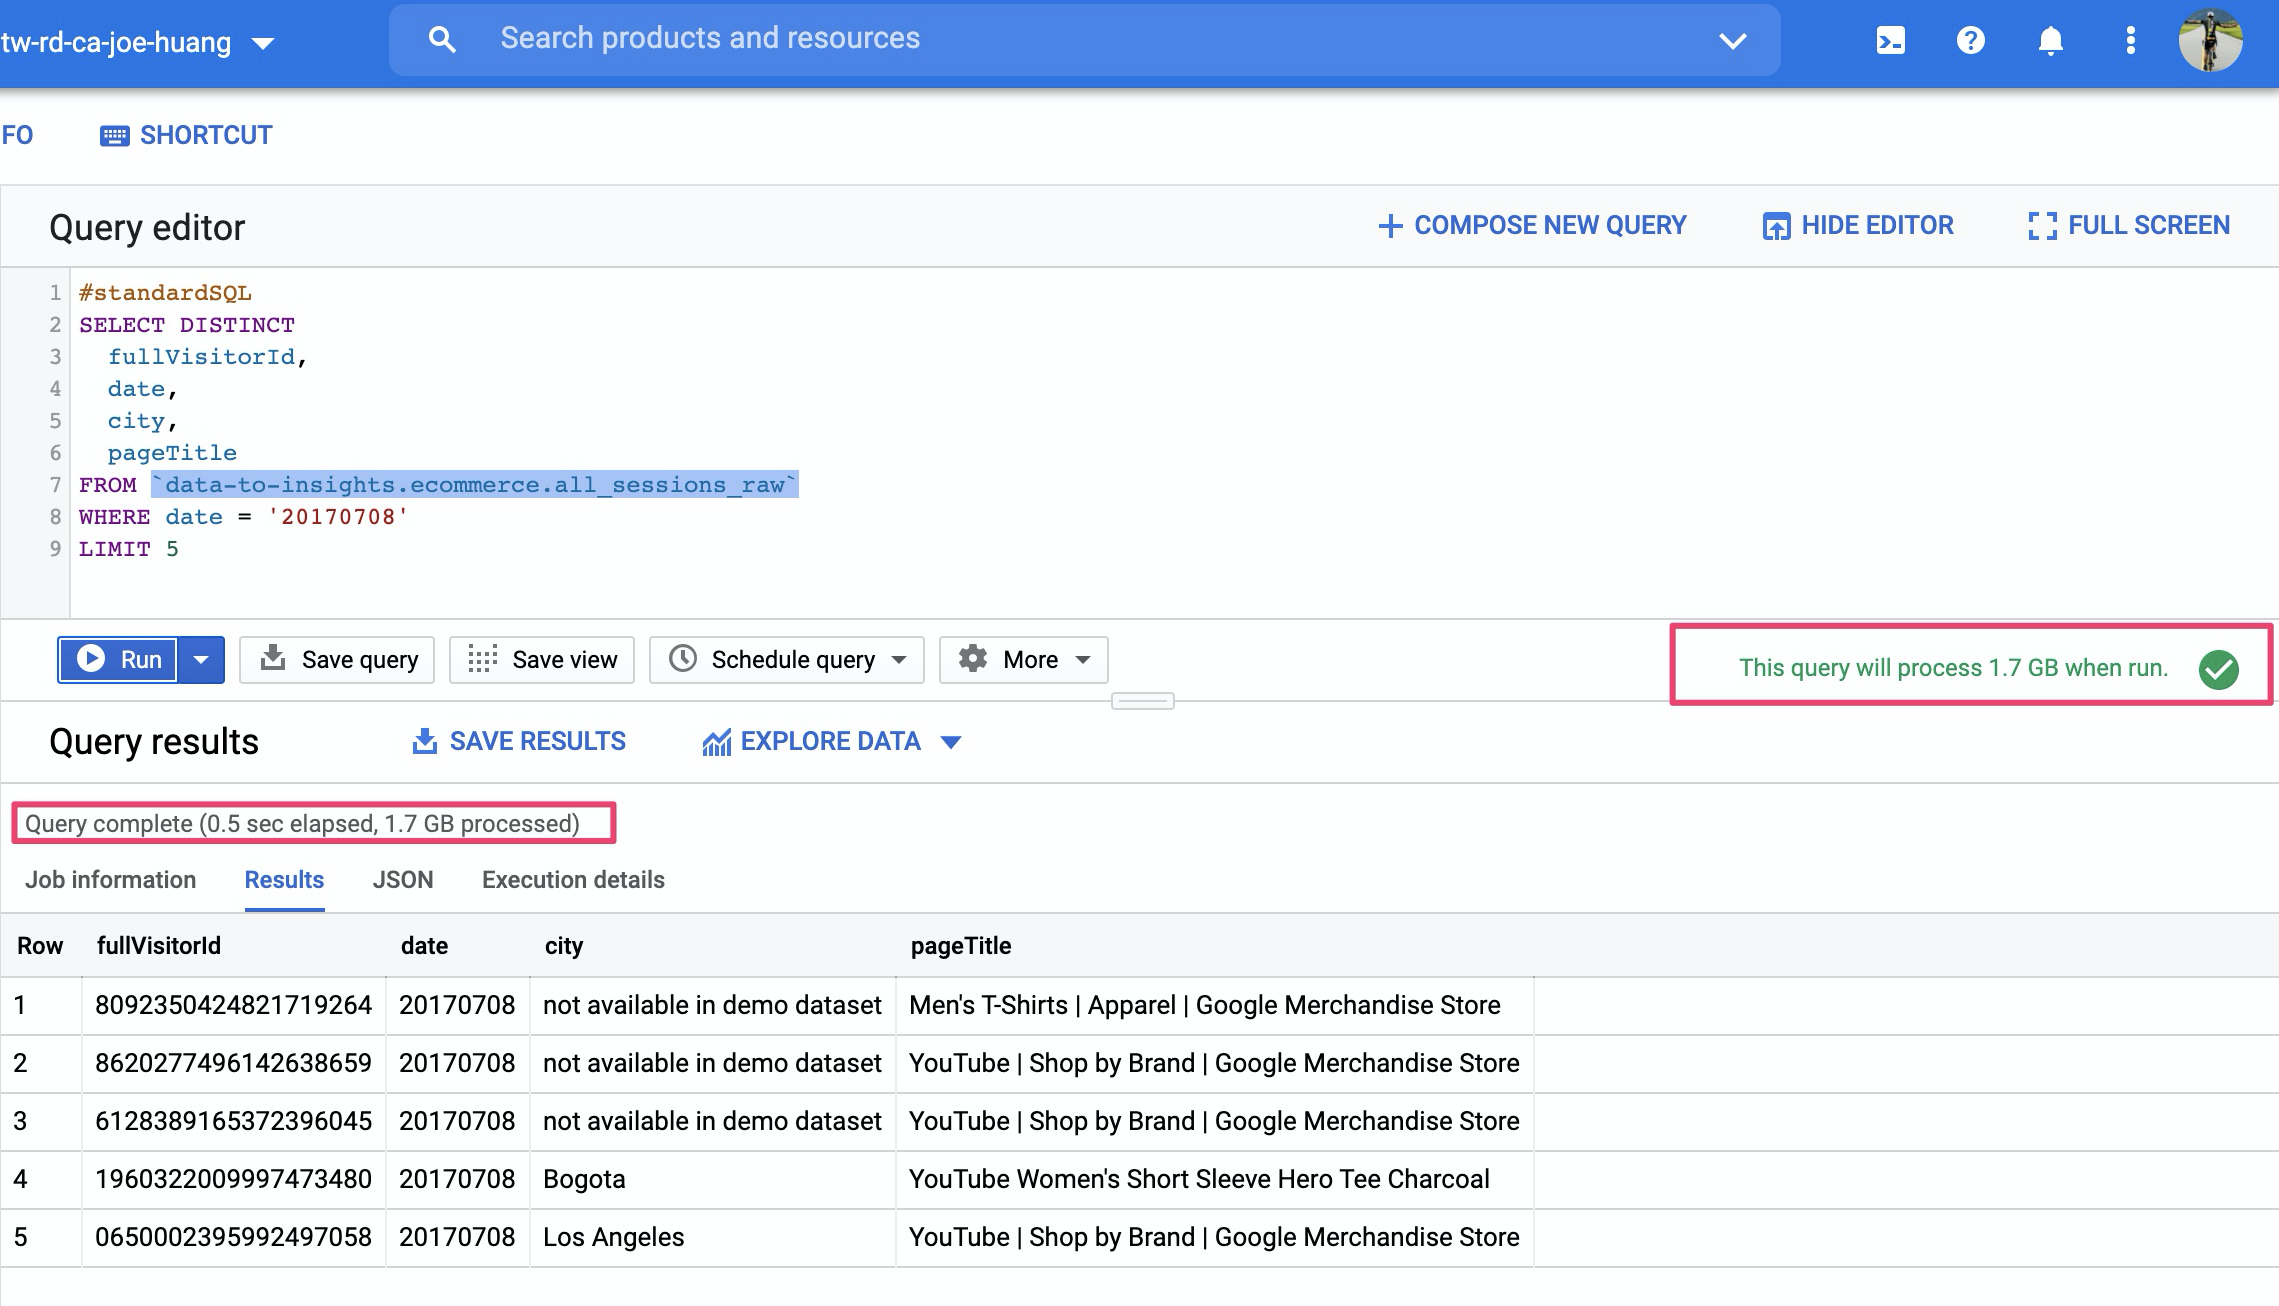 tw-rd-ca-joe-huang
Search products and resources
FO
SHORTCUT
Query editor
COMPOSE NEW QUERY
HIDE EDITOR
FULL SCREEN
1 #standardSQL
2 SELECT DISTINCT
3 fullVisitorId,
4 date,
5 city,
6 pageTitle
7 FROM `data-to-insights.ecommerce.all_sessions_raw`
8 WHERE date = '20170708'
9 LIMIT 5
Run
Save query
Save view
Schedule query
More
This query will process 1.7 GB when run.
Query results
SAVE RESULTS
EXPLORE DATA
Query complete (0.5 sec elapsed, 1.7 GB processed)
Job information Results JSON Execution details
Row fullVisitorId date city pageTitle
1 8092350424821719264 20170708 not available in demo dataset Men's T-Shirts | Apparel | Google Merchandise Store
2 8620277496142638659 20170708 not available in demo dataset YouTube | Shop by Brand | Google Merchandise Store
3 6128389165372396045 20170708 not available in demo dataset YouTube | Shop by Brand | Google Merchandise Store
4 1960322009997473480 20170708 Bogota YouTube Women's Short Sleeve Hero Tee Charcoal
5 0650002395992497058 20170708 Los Angeles YouTube | Shop by Brand | Google Merchandise Store